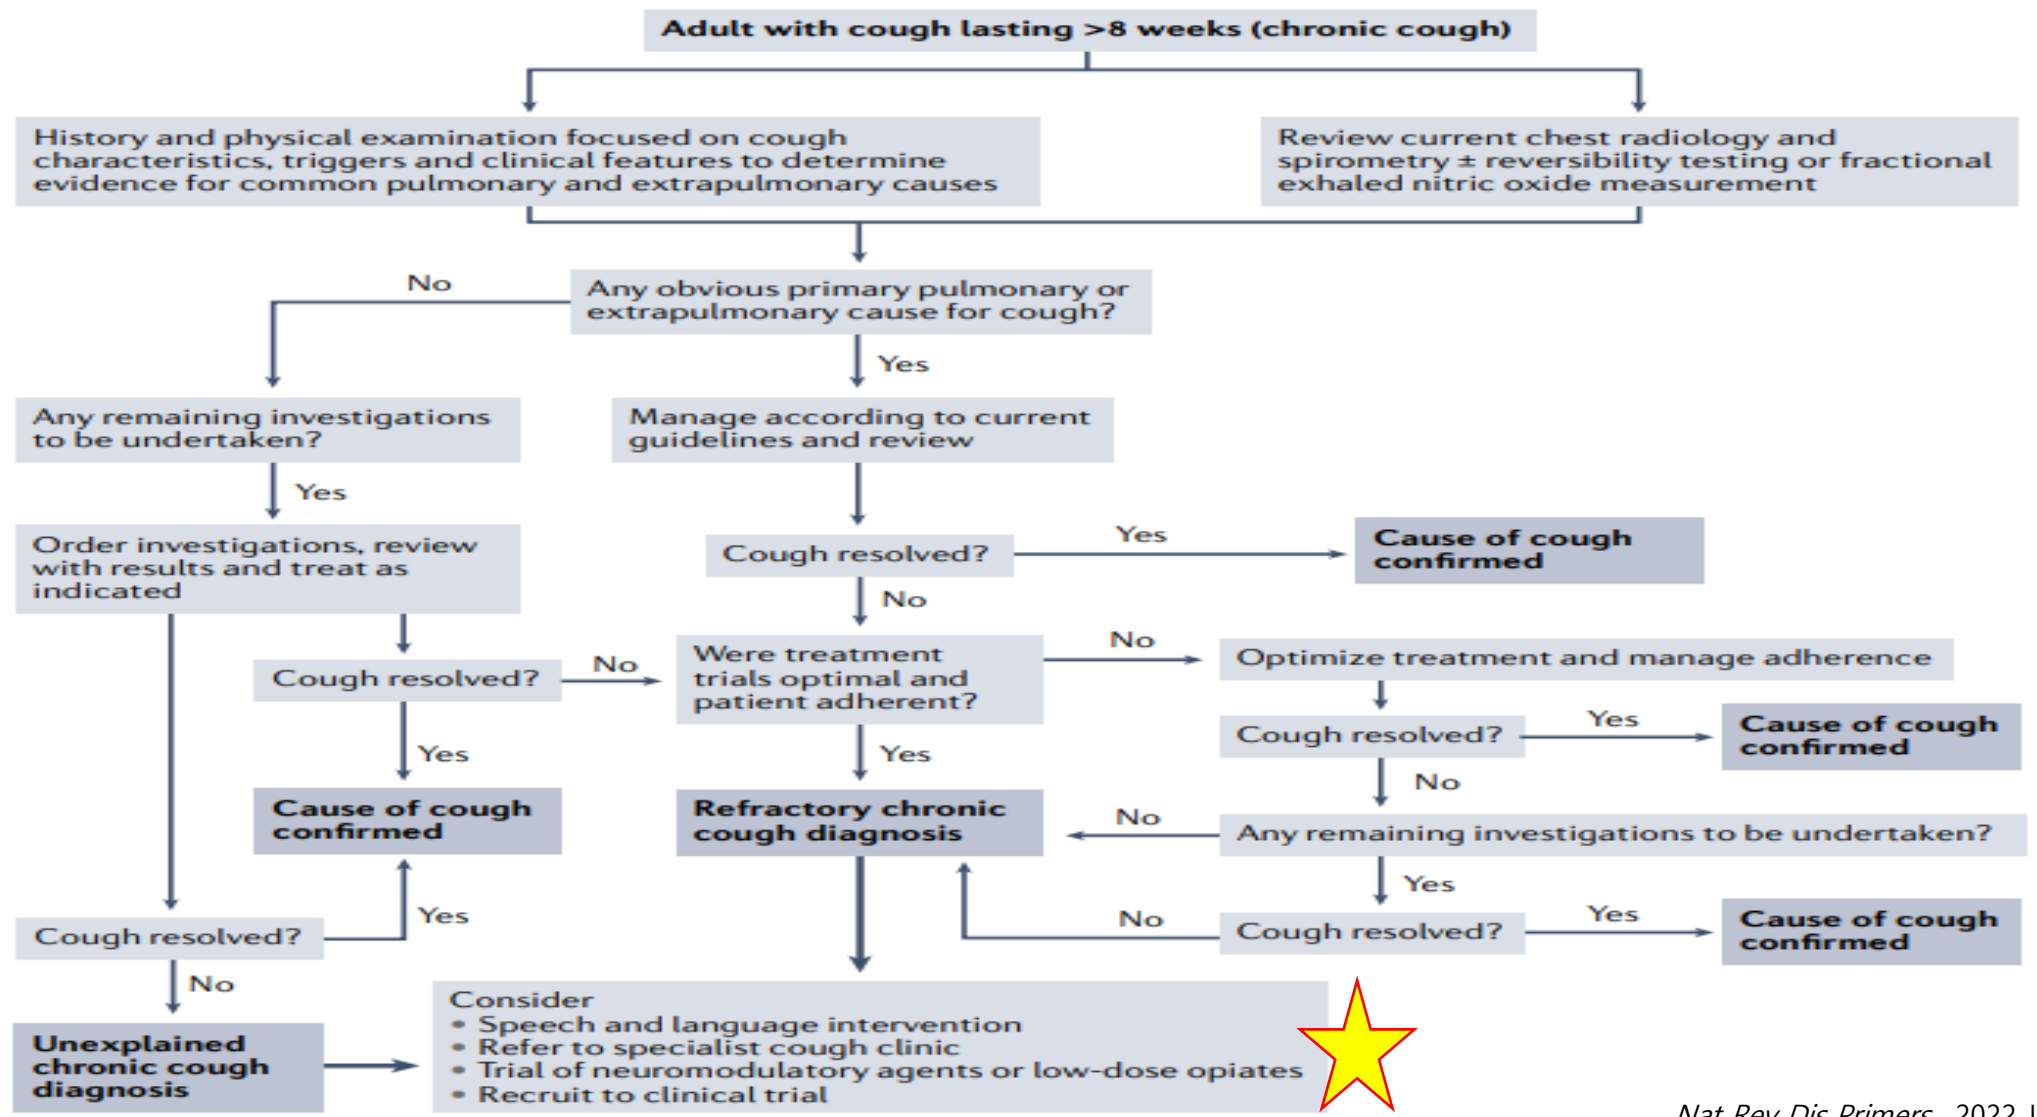 Adult with cough lasting >8 weeks (chronic cough)
History and physical examination focused on cough
characteristics, triggers and clinical features to determine
evidence for common pulmonary and extrapulmonary causes
Review current chest radiology and
spirometry ± reversibility testing or fractional
exhaled nitric oxide measurement
No
Any obvious primary pulmonary or
extrapulmonary cause for cough?
Yes
Any remaining investigations
to be undertaken?
Manage according to current
guidelines and review
Yes
Order investigations, review
with results and treat as
indicated
Cough resolved?
Yes
Cause of cough
confirmed
No
Cough resolved?
No
Were treatment
trials optimal and
patient adherent?
No
Optimize treatment and manage adherence
Yes
Cause of cough
confirmed
Yes
Refractory chronic
cough diagnosis
Cough resolved?
Yes
Cause of cough
confirmed
No
No
Any remaining investigations to be undertaken?
Yes
Cough resolved?
Yes
No
Cough resolved?
Yes
Cause of cough
confirmed
No
Unexplained
chronic cough
diagnosis
Consider
• Speech and language intervention
• Refer to specialist cough clinic
• Trial of neuromodulatory agents or low-dose opiates
• Recruit to clinical trial
Nat Rev Dis Primers. 2022